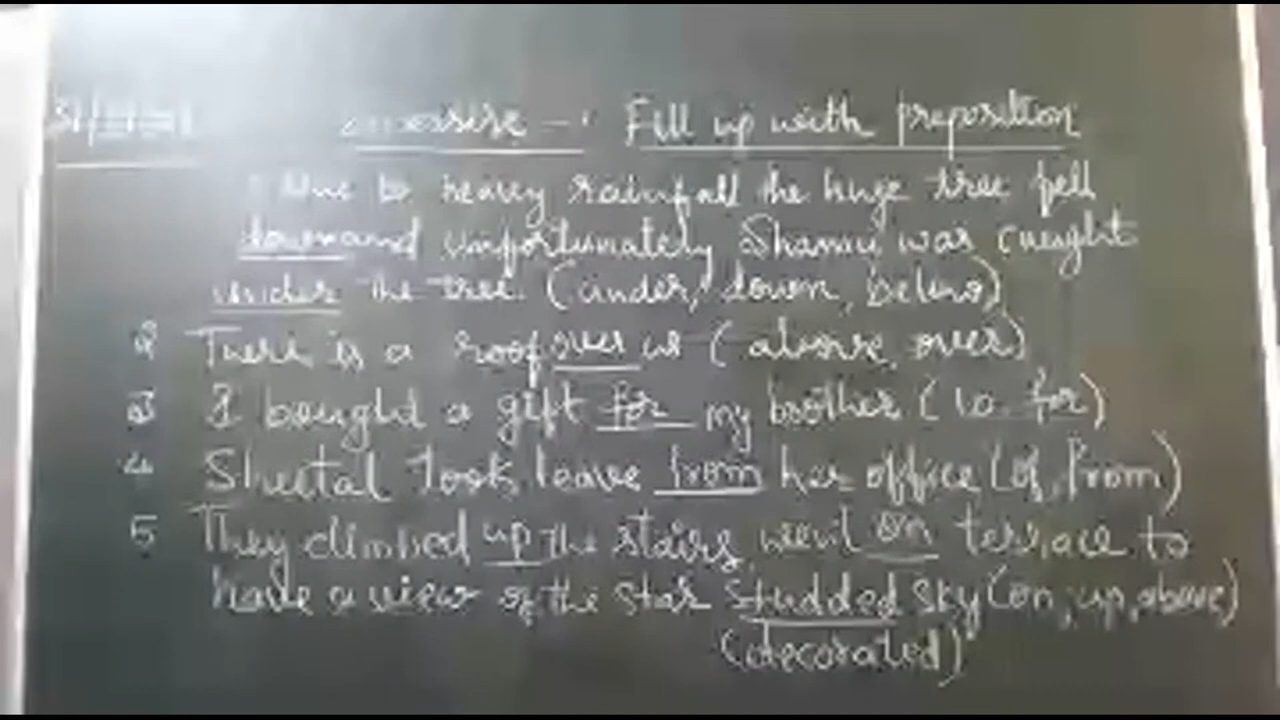 Fill up with preposition
Due to heavy rainfall the huge tree fell
down and unfortunately Shamu was caught
under the tree. (under, down, below)
2 There is a roof over us (above, over)
3 I bought a gift for my brother (to, for)
4 Sheetal took leave from her office (of, from)
5 They climbed up the stairs, went on terrace to
have a view of the star studded sky (on, up, above)
(decorated)